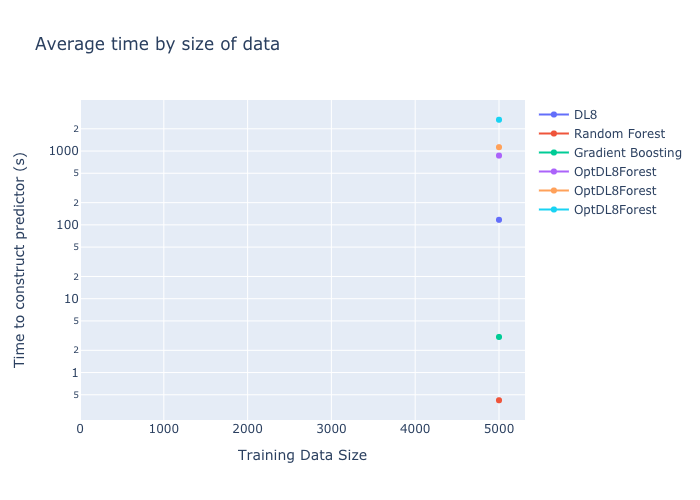 Average time by size of data
Time to construct predictor (s)
2
1000
5
2
100
5
2
10
5
2
1
5
0
1000
2000
3000
4000
5000
Training Data Size
DL8
Random Forest
Gradient Boosting
OptDL8Forest
OptDL8Forest
OptDL8Forest